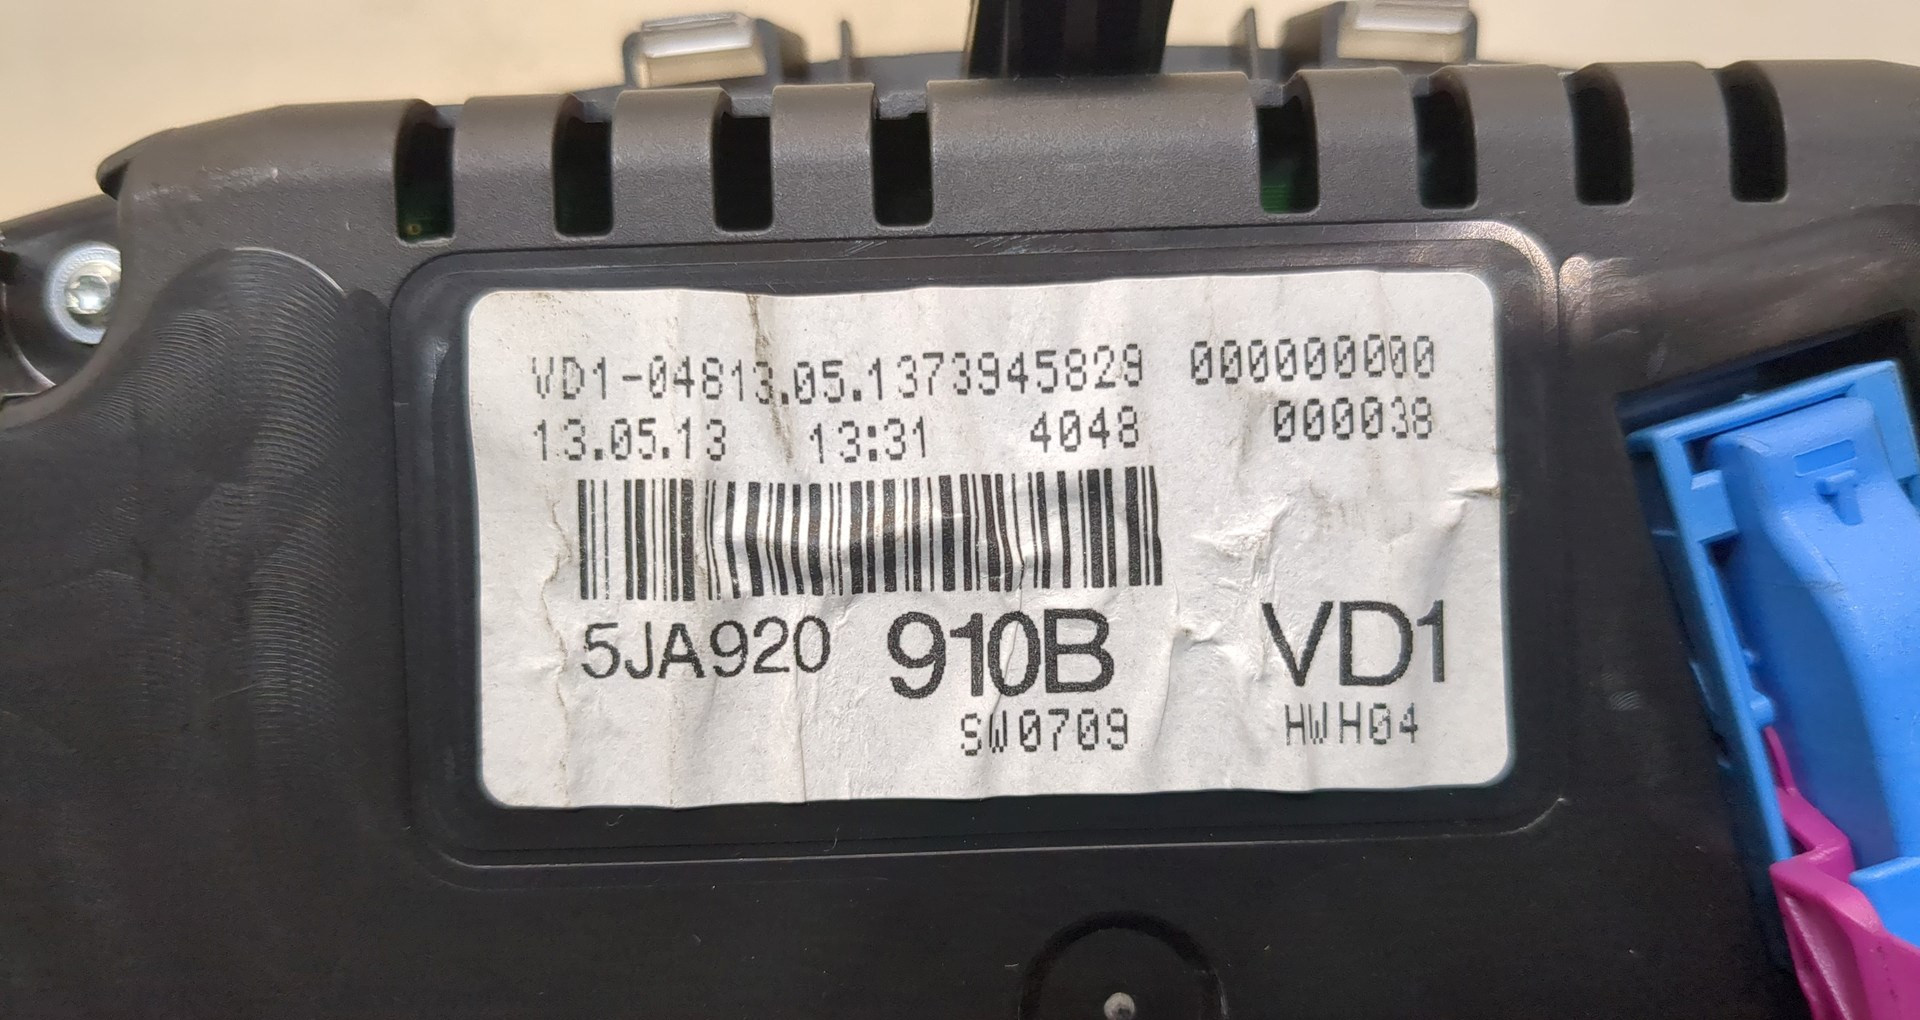 VD1-04813.05.1373945829 000000000
13.05.13 13:31 4048 000038
5JA920 910B VD1
SW0709 HWH04